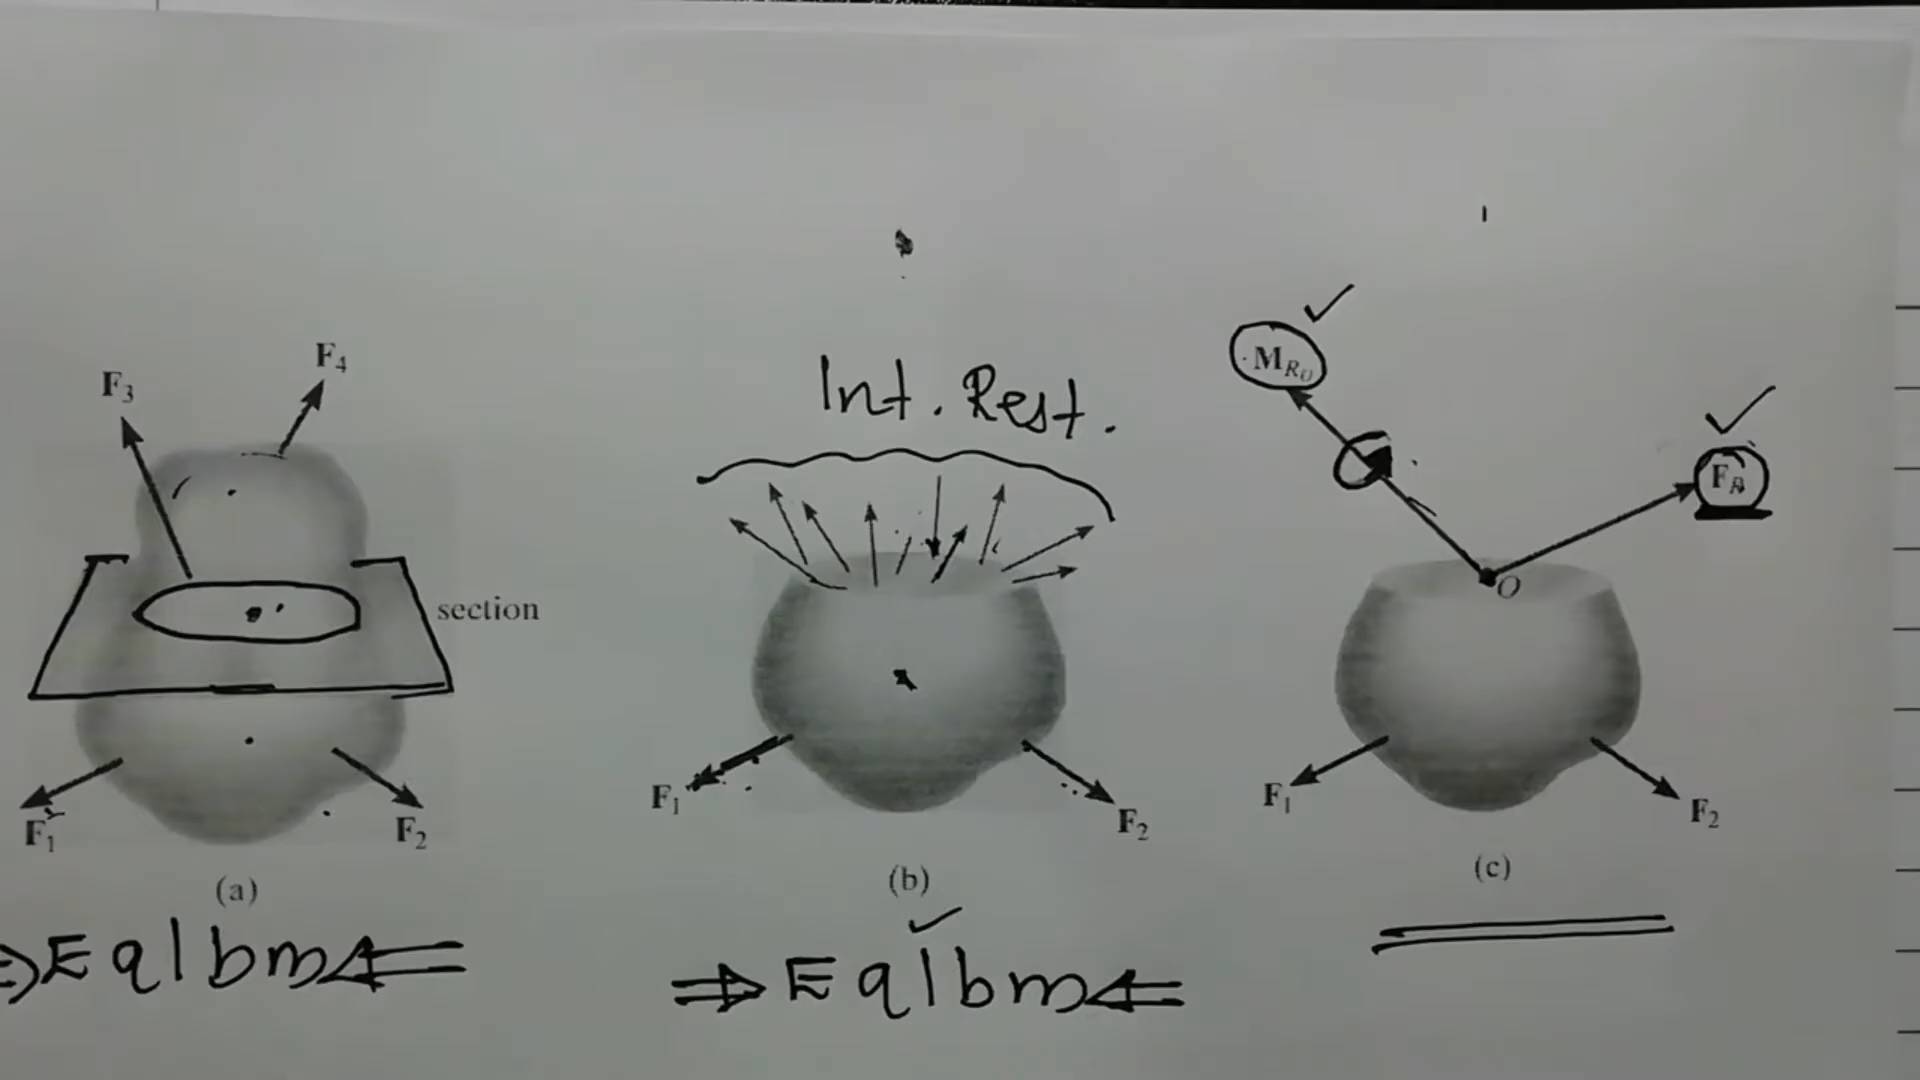 F4
F3
Int. Rest.
MRO
FR
section
O
F1
F2
F1
F2
F1
F2
(a)
(b)
(c)
Eqlbm
Eqlbm